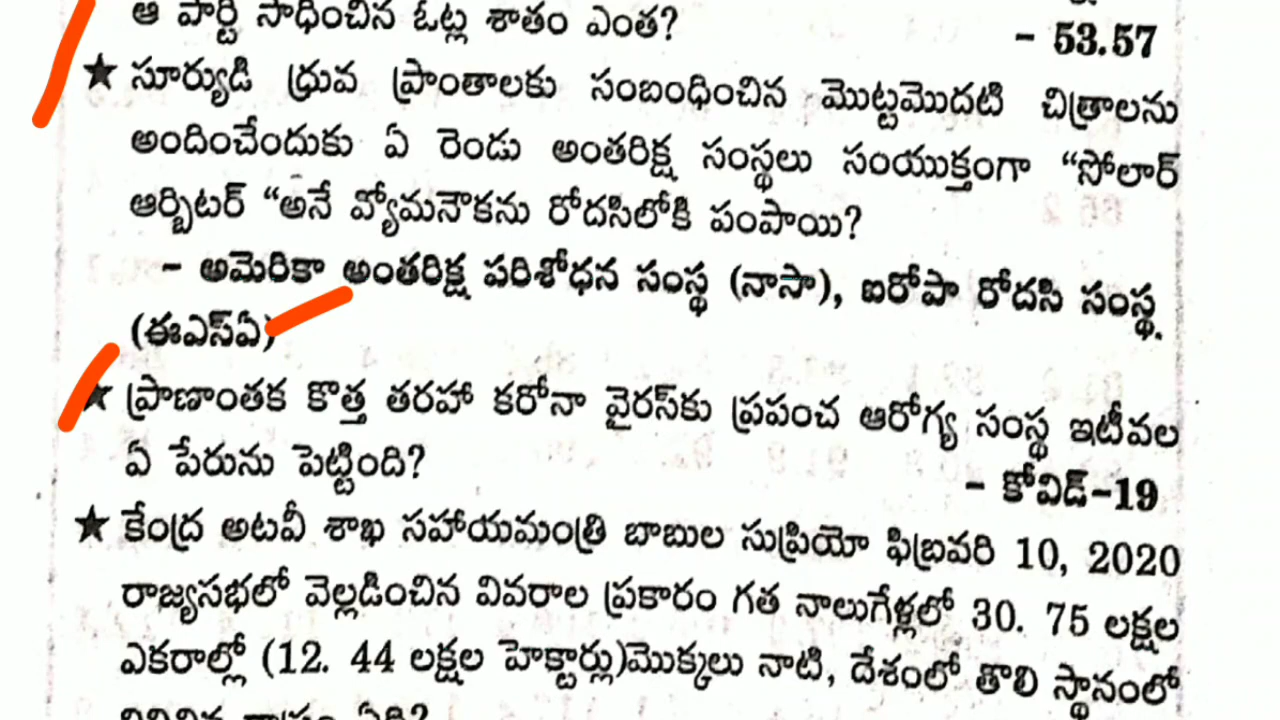 ఆ పార్టీ సాధించిన ఓట్ల శాతం ఎంత?
- 53.57
★ సూర్యుడి ధ్రువ ప్రాంతాలకు సంబంధించిన మొట్టమొదటి చిత్రాలను
అందించేందుకు ఏ రెండు అంతరిక్ష సంస్థలు సంయుక్తంగా “సోలార్
ఆర్బిటర్ “అనే వ్యోమనౌకను రోదసిలోకి పంపాయి?
- అమెరికా అంతరిక్ష పరిశోధన సంస్థ (నాసా), ఐరోపా రోదసి సంస్థ.
(ఈఎస్ఏ)
★ ప్రాణాంతక కొత్త తరహా కరోనా వైరస్‌కు ప్రపంచ ఆరోగ్య సంస్థ ఇటీవల
ఏ పేరును పెట్టింది?
- కోవిడ్-19
★ కేంద్ర అటవీ శాఖ సహాయమంత్రి బాబుల సుప్రియో ఫిబ్రవరి 10, 2020
రాజ్యసభలో వెల్లడించిన వివరాల ప్రకారం గత నాలుగేళ్లలో 30. 75 లక్షల
ఎకరాల్లో (12. 44 లక్షల హెక్టార్లు)మొక్కలు నాటి, దేశంలో తొలి స్థానంలో